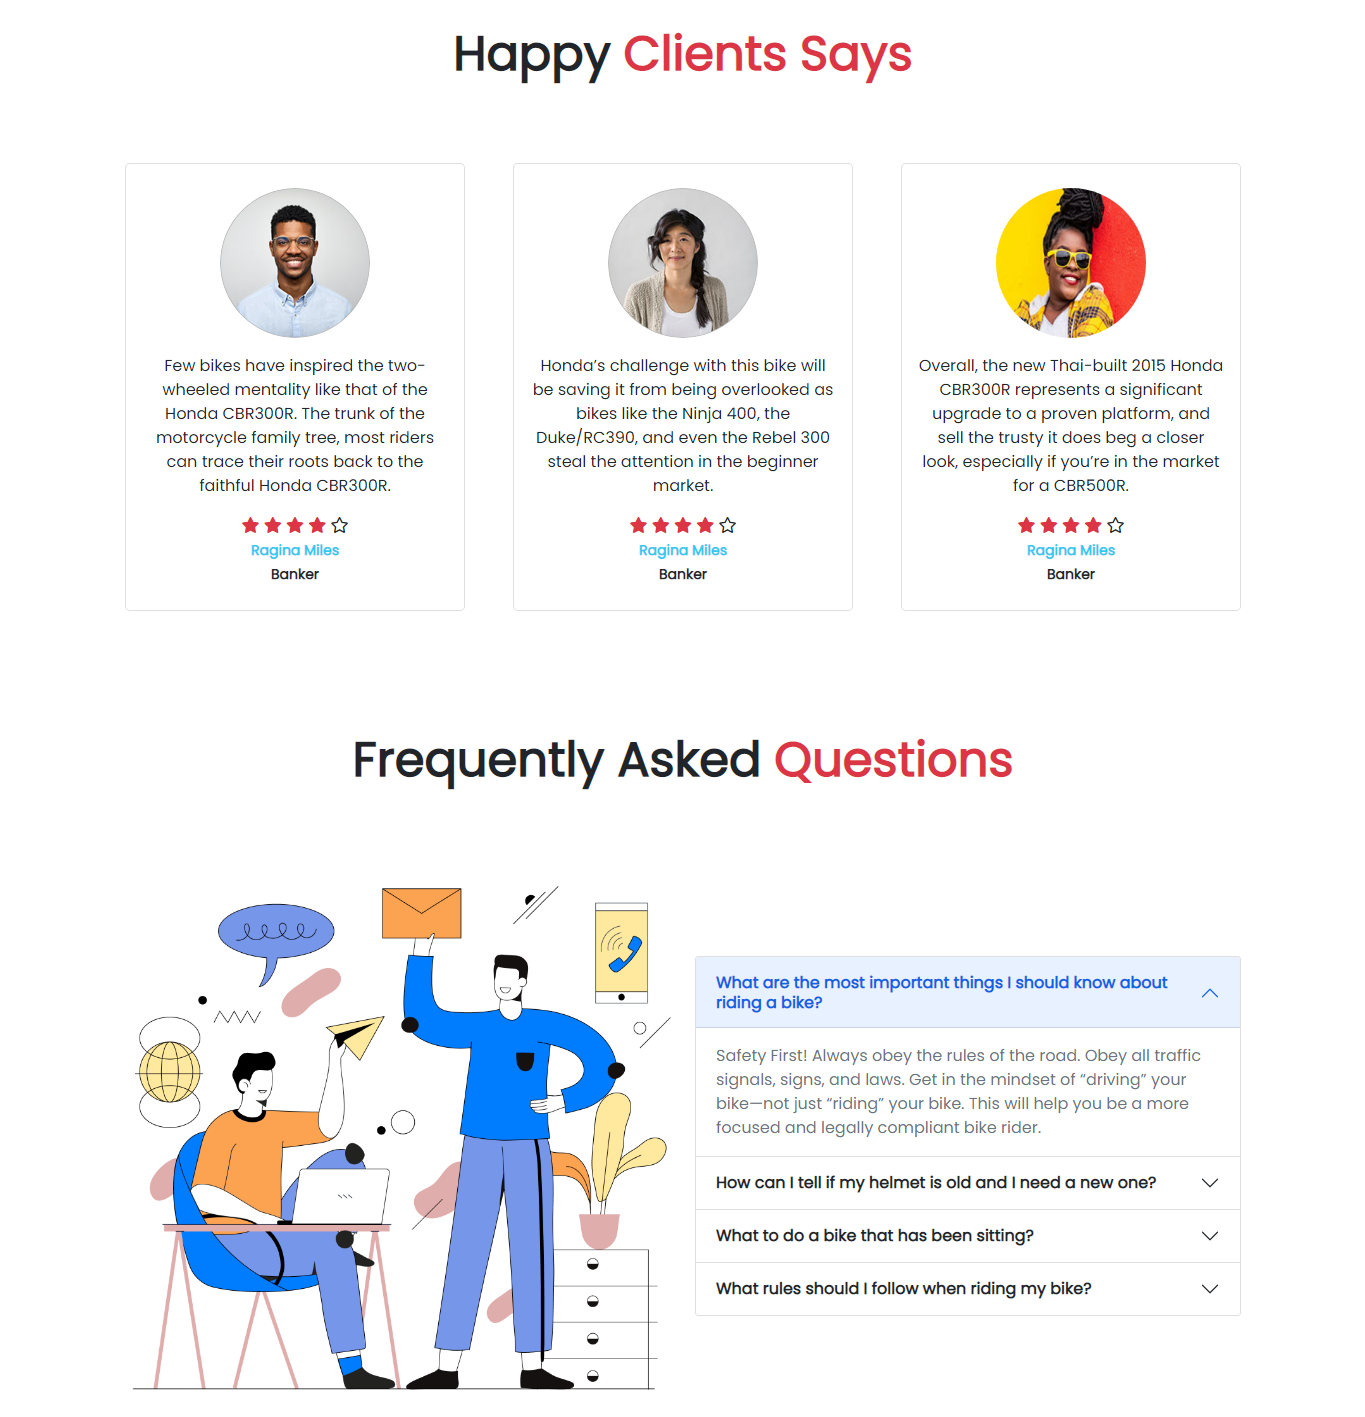 Happy Clients Says
Few bikes have inspired the two-
wheeled mentality like that of the
Honda CBR300R. The trunk of the
motorcycle family tree, most riders
can trace their roots back to the
faithful Honda CBR300R.
Ragina Miles
Banker
Honda’s challenge with this bike will
be saving it from being overlooked as
bikes like the Ninja 400, the
Duke/RC390, and even the Rebel 300
steal the attention in the beginner
market.
Ragina Miles
Banker
Overall, the new Thai-built 2015 Honda
CBR300R represents a significant
upgrade to a proven platform, and
sell the trusty it does beg a closer
look, especially if you’re in the market
for a CBR500R.
Ragina Miles
Banker
Frequently Asked Questions
What are the most important things I should know about
riding a bike?
Safety First! Always obey the rules of the road. Obey all traffic
signals, signs, and laws. Get in the mindset of “driving” your
bike—not just “riding” your bike. This will help you be a more
focused and legally compliant bike rider.
How can I tell if my helmet is old and I need a new one?
What to do a bike that has been sitting?
What rules should I follow when riding my bike?